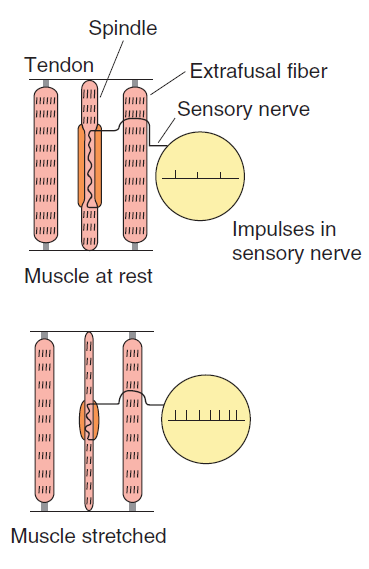 Spindle
Tendon
Extrafusal fiber
Sensory nerve
Impulses in
sensory nerve
Muscle at rest
Muscle stretched